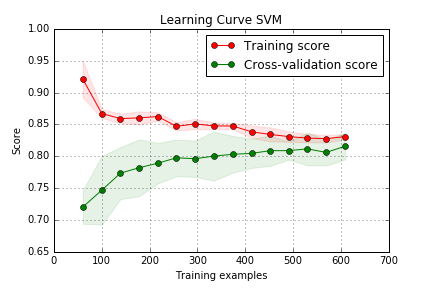 Learning Curve SVM
1.00
0.95
0.90
0.85
0.80
0.75
0.70
0.65
Score
Training score
Cross-validation score
0 100 200 300 400 500 600 700
Training examples